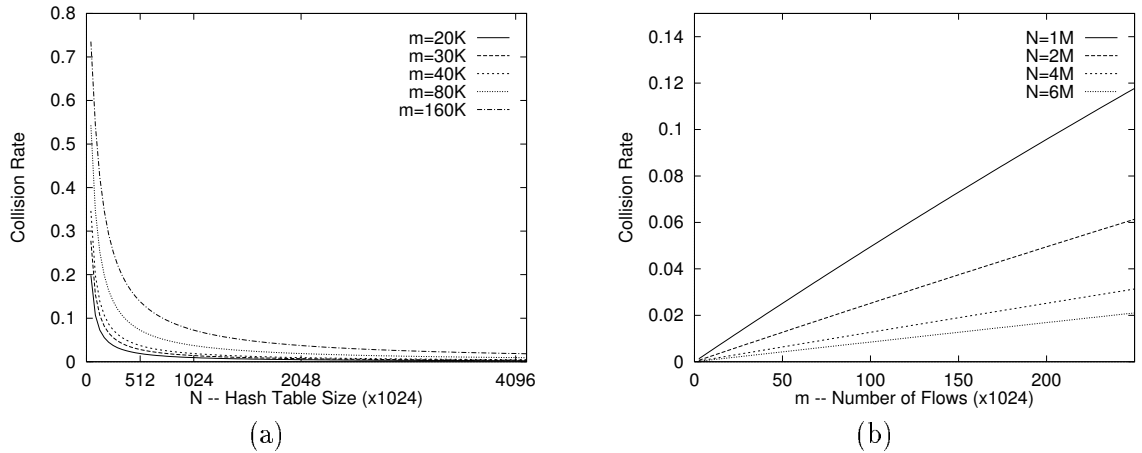 0.8
0.7
0.6
0.5
0.4
0.3
0.2
0.1
0
Collision Rate
m=20K
m=30K
m=40K
m=80K
m=160K
0 512 1024 2048 4096
N -- Hash Table Size (x1024)
(a)
0.14
0.12
0.1
0.08
0.06
0.04
0.02
0
Collision Rate
N=1M
N=2M
N=4M
N=6M
0 50 100 150 200
m -- Number of Flows (x1024)
(b)